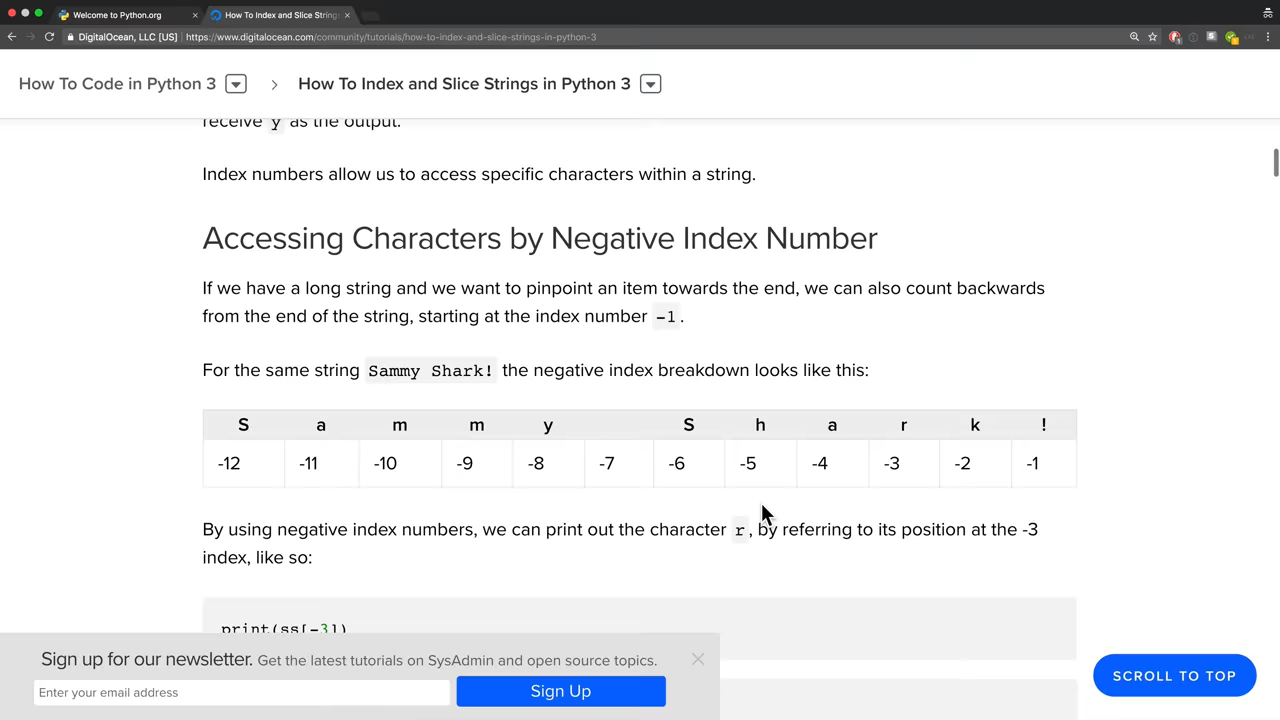 Welcome to Python.org
How To Index and Slice Strings
DigitalOcean, LLC [US] https://www.digitalocean.com/community/tutorials/how-to-index-and-slice-strings-in-python-3
How To Code in Python 3 > How To Index and Slice Strings in Python 3
receive y as the output.
Index numbers allow us to access specific characters within a string.
Accessing Characters by Negative Index Number
If we have a long string and we want to pinpoint an item towards the end, we can also count backwards
from the end of the string, starting at the index number -1.
For the same string Sammy Shark! the negative index breakdown looks like this:
S a m m y S h a r k !
-12 -11 -10 -9 -8 -7 -6 -5 -4 -3 -2 -1
By using negative index numbers, we can print out the character r, by referring to its position at the -3
index, like so:
print(ss[-3])
Sign up for our newsletter. Get the latest tutorials on SysAdmin and open source topics.
Enter your email address
Sign Up
SCROLL TO TOP